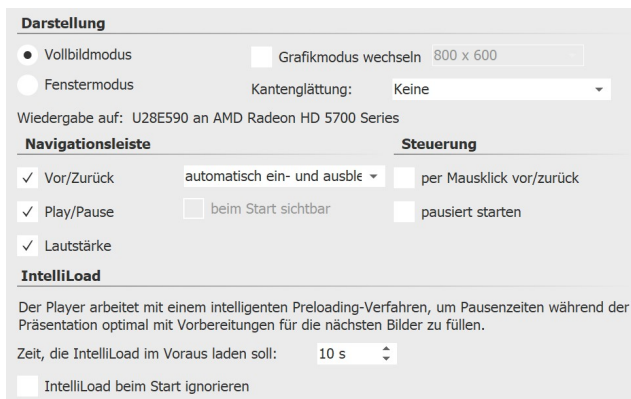 Darstellung
Vollbildmodus
Grafikmodus wechseln 800 x 600
Fenstermodus
Kantenglättung: Keine
Wiedergabe auf: U28E590 an AMD Radeon HD 5700 Series
Navigationsleiste
Steuerung
Vor/Zurück automatisch ein- und ausble per Mausklick vor/zurück
Play/Pause beim Start sichtbar pausiert starten
Lautstärke
IntelliLoad
Der Player arbeitet mit einem intelligenten Preloading-Verfahren, um Pausenzeiten während der
Präsentation optimal mit Vorbereitungen für die nächsten Bilder zu füllen.
Zeit, die IntelliLoad im Voraus laden soll: 10 s
IntelliLoad beim Start ignorieren